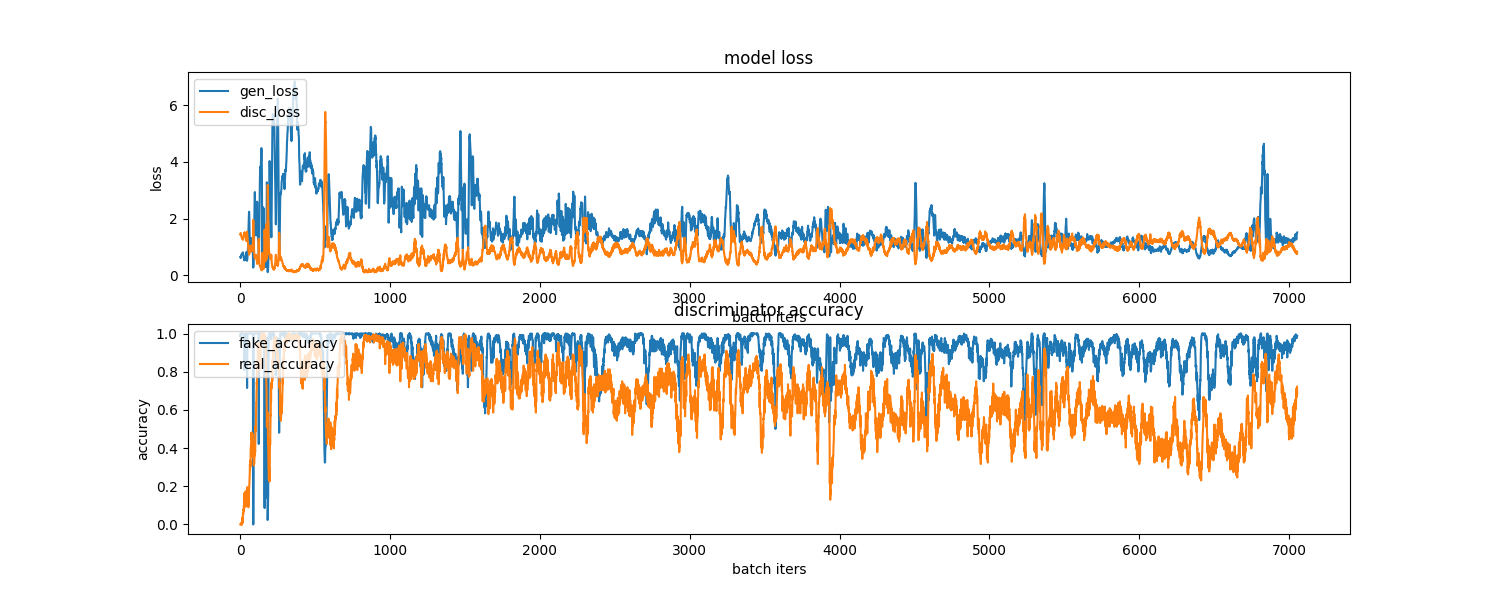 model loss
gen_loss
disc_loss
loss
6
4
2
0
0 1000 2000 3000 4000 5000 6000 7000
batch iters
discriminator accuracy
fake_accuracy
real_accuracy
accuracy
1.0
0.8
0.6
0.4
0.2
0.0
0 1000 2000 3000 4000 5000 6000 7000
batch iters